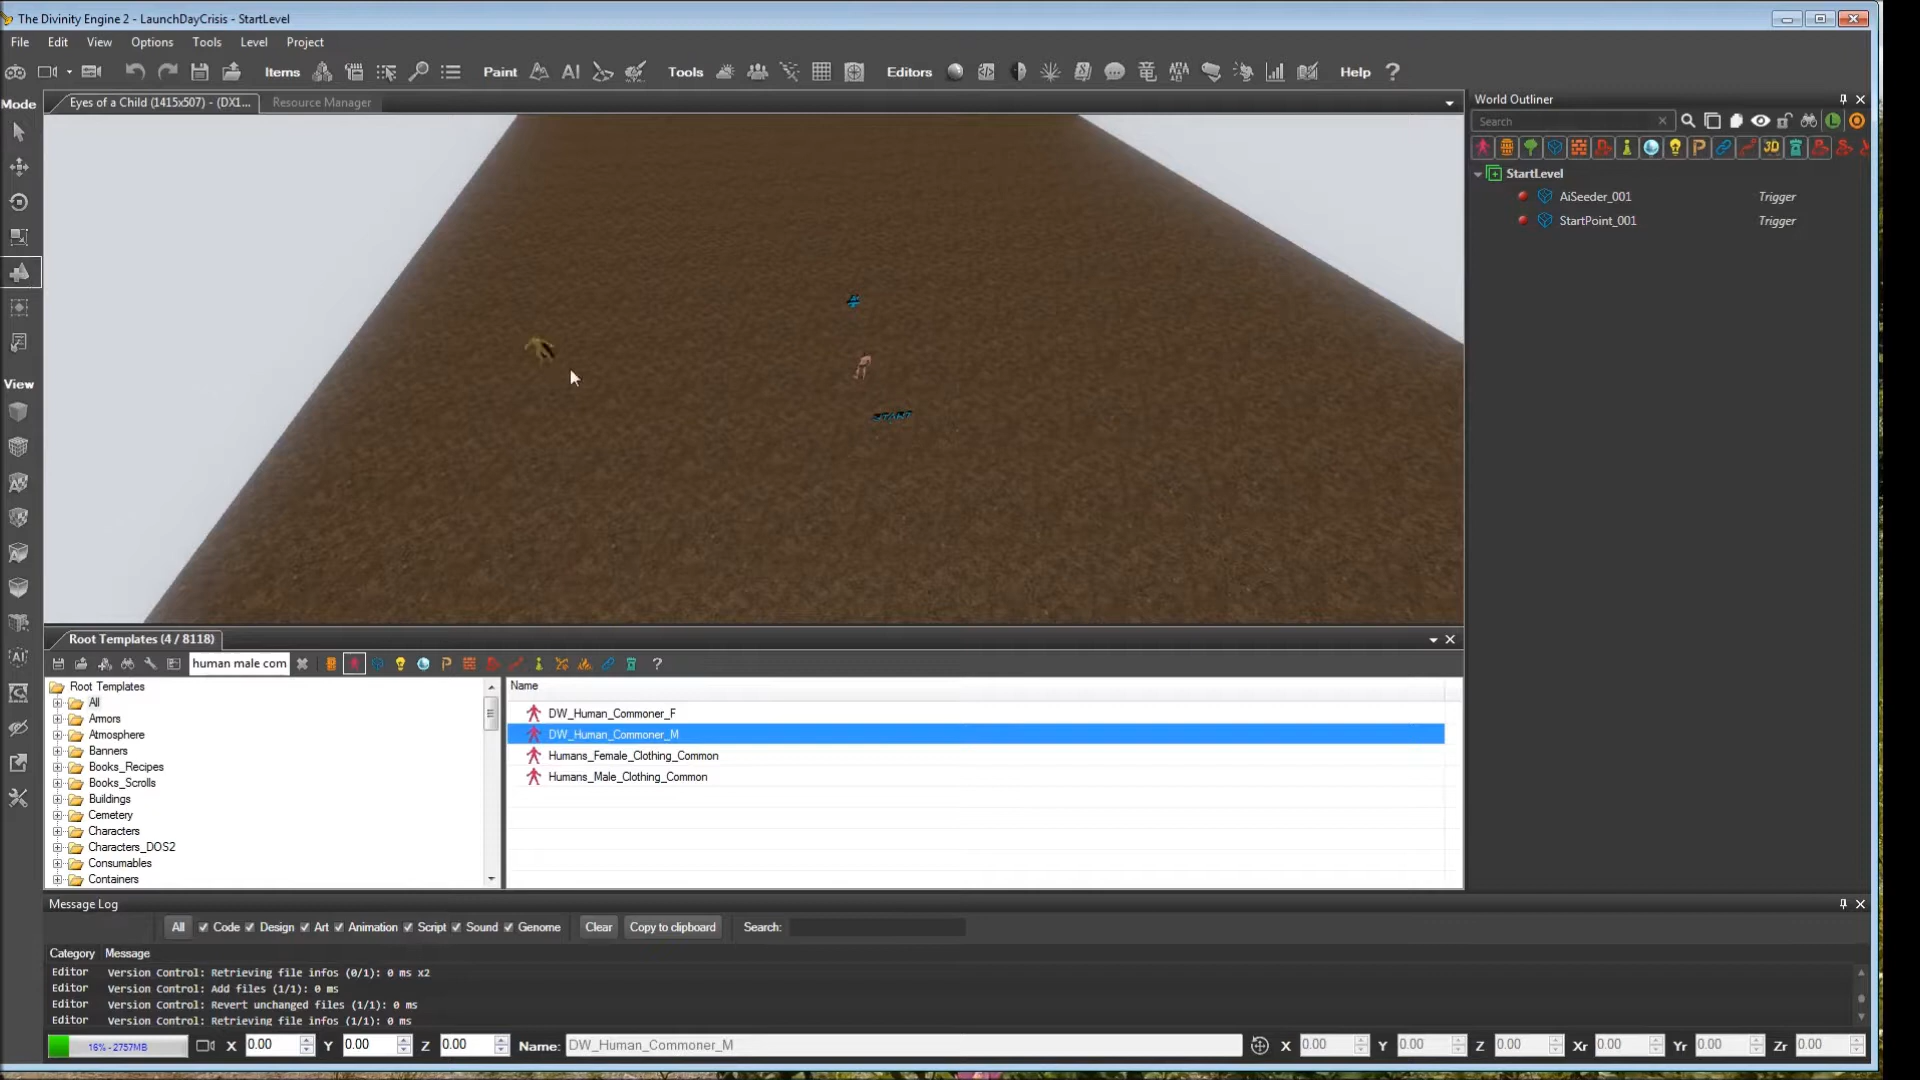 The Divinity Engine 2 - LaunchDayCrisis - StartLevel
File Edit View Options Tools Level Project
Items Paint AI Tools Editors Help ?
Mode
Eyes of a Child (1415x507) - (DX1... Resource Manager
World Outliner
Search
StartLevel
AiSeeder_001 Trigger
StartPoint_001 Trigger
START
View
Root Templates (4 / 8118)
human male com
Root Templates
All
Armors
Atmosphere
Banners
Books_Recipes
Books_Scrolls
Buildings
Cemetery
Characters
Characters_DOS2
Consumables
Containers
Name
DW_Human_Commoner_F
DW_Human_Commoner_M
Humans_Female_Clothing_Common
Humans_Male_Clothing_Common
Message Log
All Code Design Art Animation Script Sound Genome Clear Copy to clipboard Search:
Category Message
Editor Version Control: Retrieving file infos (0/1): 0 ms x2
Editor Version Control: Add files (1/1): 0 ms
Editor Version Control: Revert unchanged files (1/1): 0 ms
Editor Version Control: Retrieving file infos (1/1): 0 ms
16% - 2757MB X 0.00 Y 0.00 Z 0.00 Name: DW_Human_Commoner_M X 0.00 Y 0.00 Z 0.00 Xr 0.00 Yr 0.00 Zr 0.00